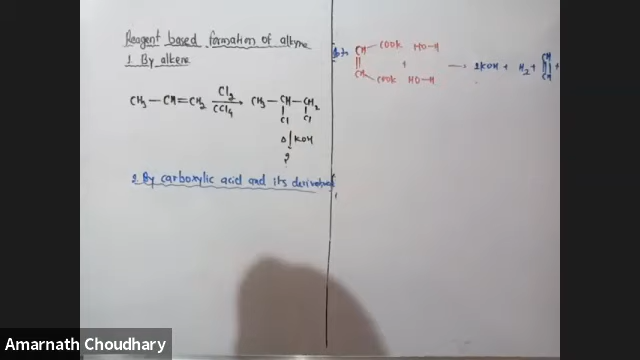 Reagent based formation of alkyne
1. By alkene
CH3 — CH = CH2 Cl2 CCl4 → CH3 — CH — CH2
Cl Cl
Δ KOH
?
2. By carboxylic acid and its
CH COOK HO-H
|| +
CH COOK HO-H → 2KOH + H2 + CH ||| CH +
Amarnath Choudhary